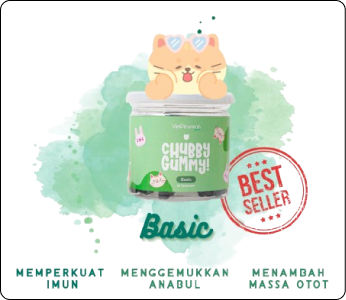 CHUBBY
GUMMY!
Basic
BEST
SELLER
Basic
MEMPERKUAT
IMUN
MENGGEMUKKAN
ANABUL
MENAMBAH
MASSA OTOT